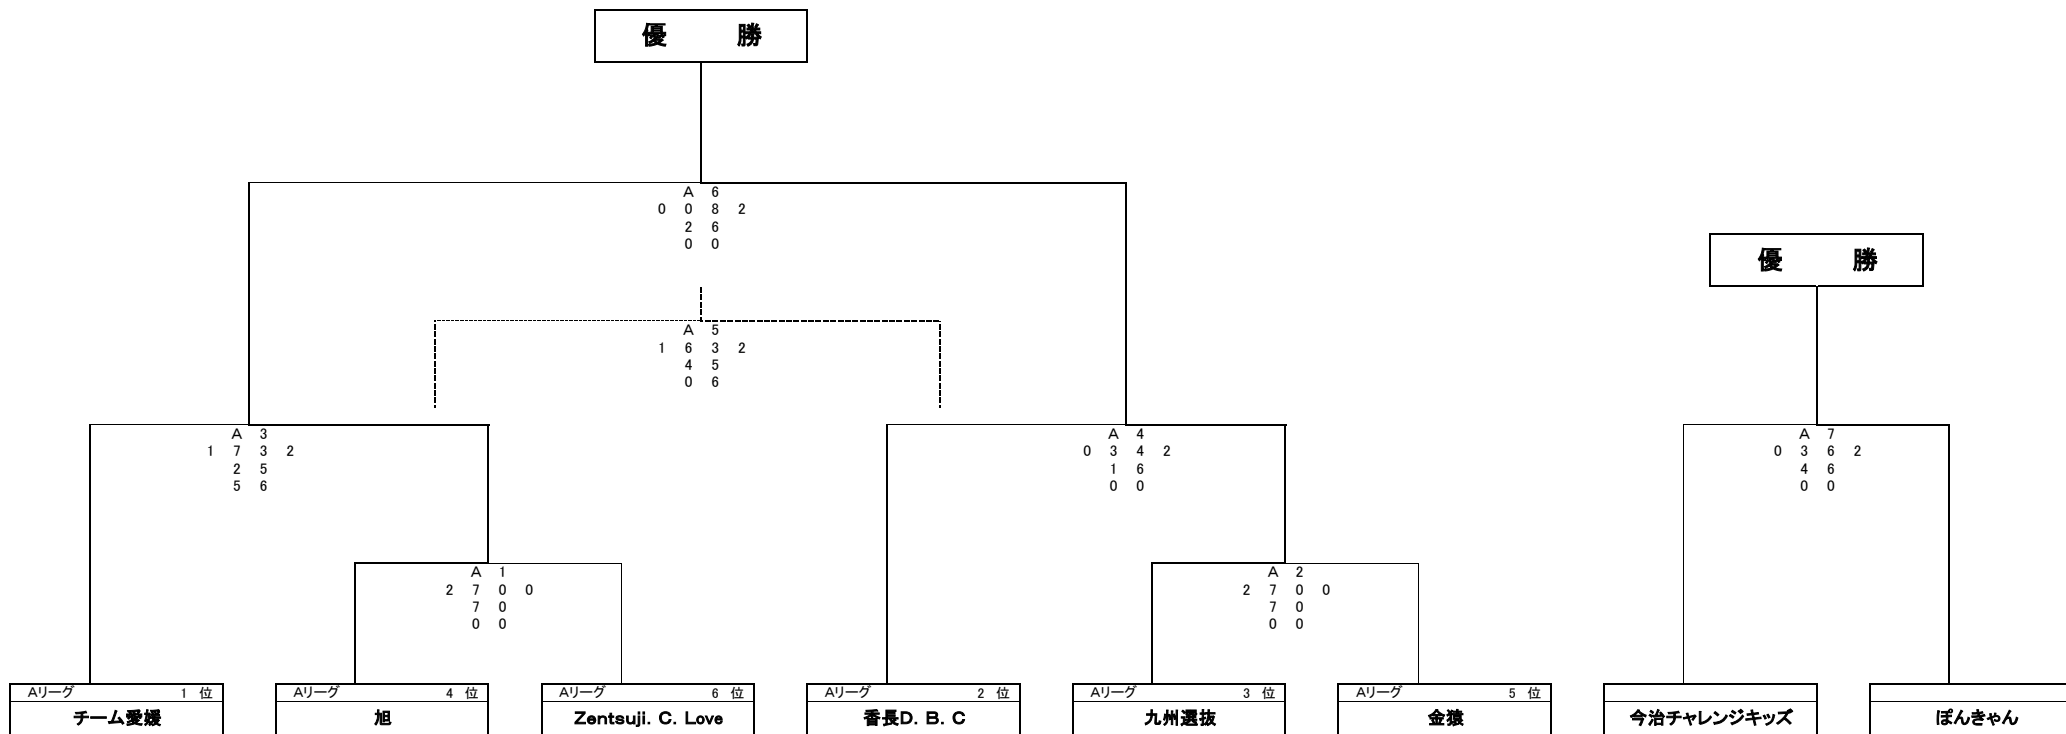 優 勝
A 6
0 0 8 2
2 6
0 0
優 勝
A 5
1 6 3 2
4 5
0 6
A 3
1 7 3 2
2 5
5 6
A 4
0 3 4 2
1 6
0 0
A 7
0 3 6 2
4 6
0 0
A 1
2 7 0 0
7 0
0 0
A 2
2 7 0 0
7 0
0 0
Aリーグ 1 位
チーム愛媛
Aリーグ 4 位
旭
Aリーグ 6 位
Zentsuji. C. Love
Aリーグ 2 位
香長D. B. C
Aリーグ 3 位
九州選抜
Aリーグ 5 位
金猿
今治チャレンジキッズ
ぽんきゃん